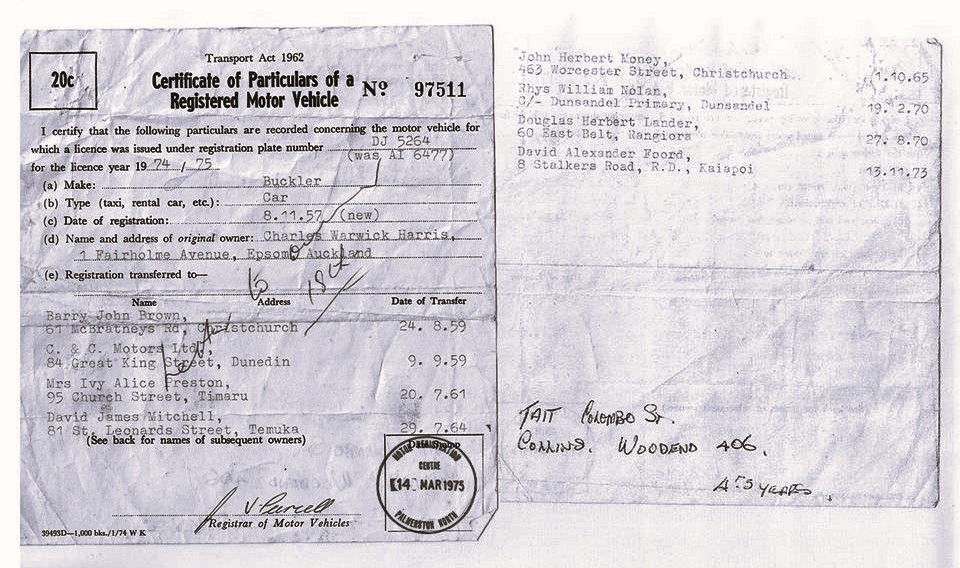 20c
Transport Act 1962
Certificate of Particulars of a
Registered Motor Vehicle
Nº 97511
I certify that the following particulars are recorded concerning the motor vehicle for
which a licence was issued under registration plate number DJ 5264
(was AI 6477)
for the licence year 19 74 / 75
(a) Make: Buckler
(b) Type (taxi, rental car, etc.): Car
(c) Date of registration: 8.11.57 (new)
(d) Name and address of original owner: Charles Warwick Harris,
1 Fairholme Avenue, Epsom, Auckland
(e) Registration transferred to—
Name Address Date of Transfer
Barry John Brown,
61 McBratneys Rd, Christchurch 24. 8.59
C. & C. Motors Ltd,
84 Great King Street, Dunedin 9. 9.59
Mrs Ivy Alice Preston,
95 Church Street, Timaru 20. 7.61
David James Mitchell,
81 St. Leonards Street, Temuka 29. 7.64
(See back for names of subsequent owners)
MOTOR REGISTRATION
CENTRE
14 MAR 1975
PALMERSTON NORTH
Registrar of Motor Vehicles
39493D—1,000 bks./1/74 W K
John Herbert Money,
463 Worcester Street, Christchurch 1.10.65
Rhys William Nolan,
C/- Dunsandel Primary, Dunsandel 19. 2.70
Douglas Herbert Lander,
60 East Belt, Rangiora 27. 8.70
David Alexander Foord,
8 Stalkers Road, R.D., Kaiapoi 13.11.73
TAIT COLOMBO ST.
COLLINS. WOODEND 406.
YEARS.